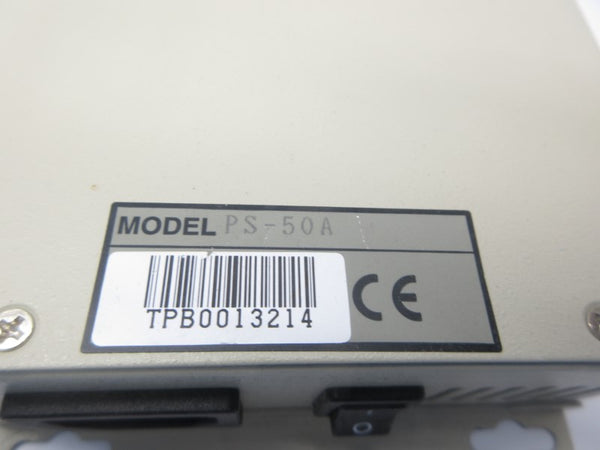 MODEL PS-50A
TPB0013214
CE
O